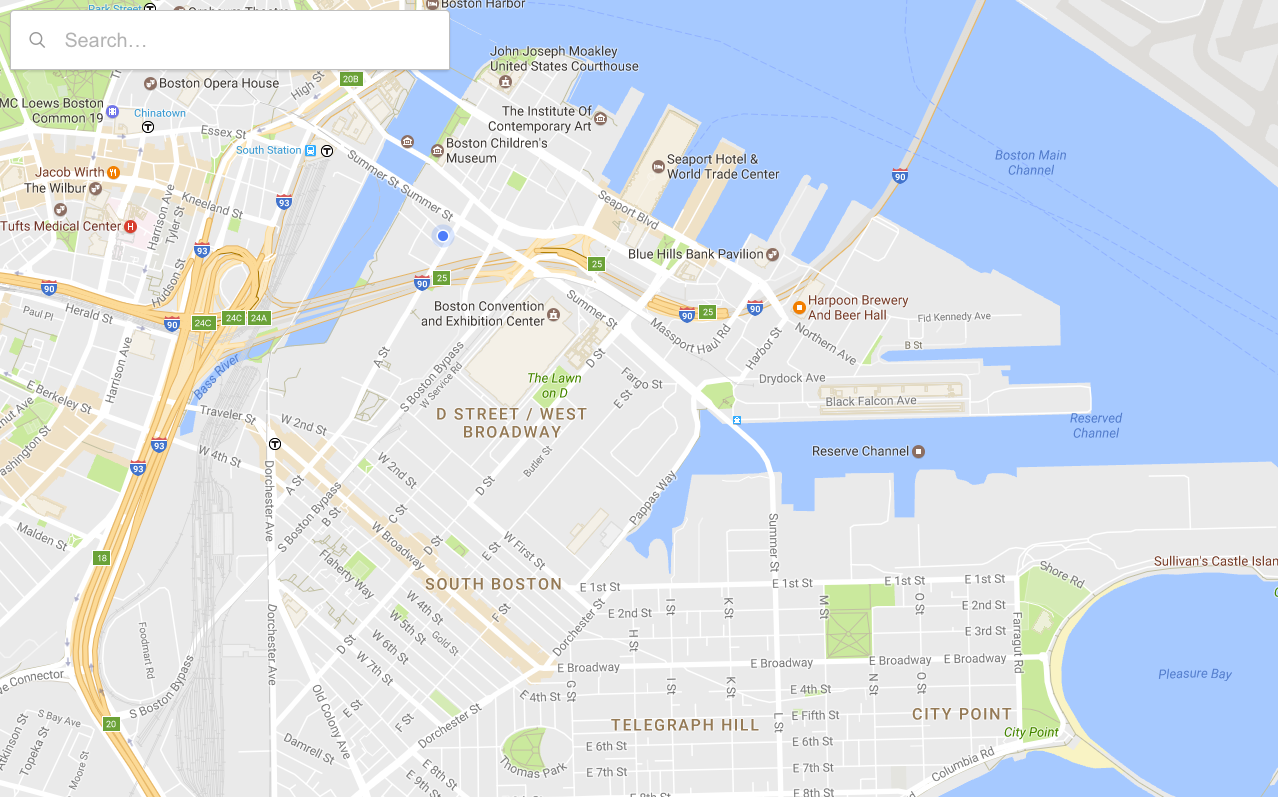 Park Street
Orpheum Theatre
Boston Harbor
Search...
John Joseph Moakley
United States Courthouse
20B
High St
Boston Opera House
MC Loews Boston
Common 19
Chinatown
T
The Institute Of
Contemporary Art
Essex St
South Station
T
Boston Children's
Museum
Summer St
Summer St
Seaport Hotel &
World Trade Center
Boston Main
Channel
90
Jacob Wirth
The Wilbur
Harrison Ave
Tyler St
Kneeland St
93
Seaport Blvd
Tufts Medical Center
H
93
Blue Hills Bank Pavilion
25
25
90
90
Hudson St
Boston Convention
and Exhibition Center
Summer St
90
25
90
Harpoon Brewery
And Beer Hall
Fid Kennedy Ave
Paul Pl
Herald St
90
24C
24C
24A
Massport Haul Rd
Harbor St
Northern Ave
B St
Harrison Ave
Bass River
A St
S Boston Bypass
W Service Rd
D St
Fargo St
E St
The Lawn
on D
Drydock Ave
Black Falcon Ave
E Berkeley St
Traveler St
W 2nd St
D STREET / WEST
BROADWAY
Reserved
Channel
T
93
W 4th St
Reserve Channel
93
Dorchester Ave
A St
W 2nd St
D St
Butler St
Pappas Way
S Boston Bypass
B St
C St
W Broadway
D St
E St
W First St
Summer St
Malden St
18
Flaherty Way
SOUTH BOSTON
E 1st St
E 1st St
E 1st St
E 1st St
Shore Rd
Sullivan's Castle Islan
W 4th St
W 5th St
Gold St
F St
Dorchester St
E 2nd St
I St
K St
M St
O St
E 2nd St
E 3rd St
Farragut Rd
Foodmart Rd
Dorchester Ave
D St
W 6th St
W 7th St
H St
E Broadway
E Broadway
E Broadway
E Broadway
Pleasure Bay
ve Connector
S Boston Bypass
Old Colony Ave
E St
F St
E 4th St
G St
I St
K St
E 4th St
N St
O St
S Bay Ave
20
Atkinson St
Topeka St
Moore St
Damrell St
Dorchester St
TELEGRAPH HILL
L St
E Fifth St
CITY POINT
City Point
E 6th St
E 6th St
Thomas Park
E 7th St
E 7th St
Columbia Rd
E 9th St
E 8th St
E 8th St